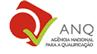 ANQ
AGÊNCIA NACIONAL
PARA A QUALIFICAÇÃO